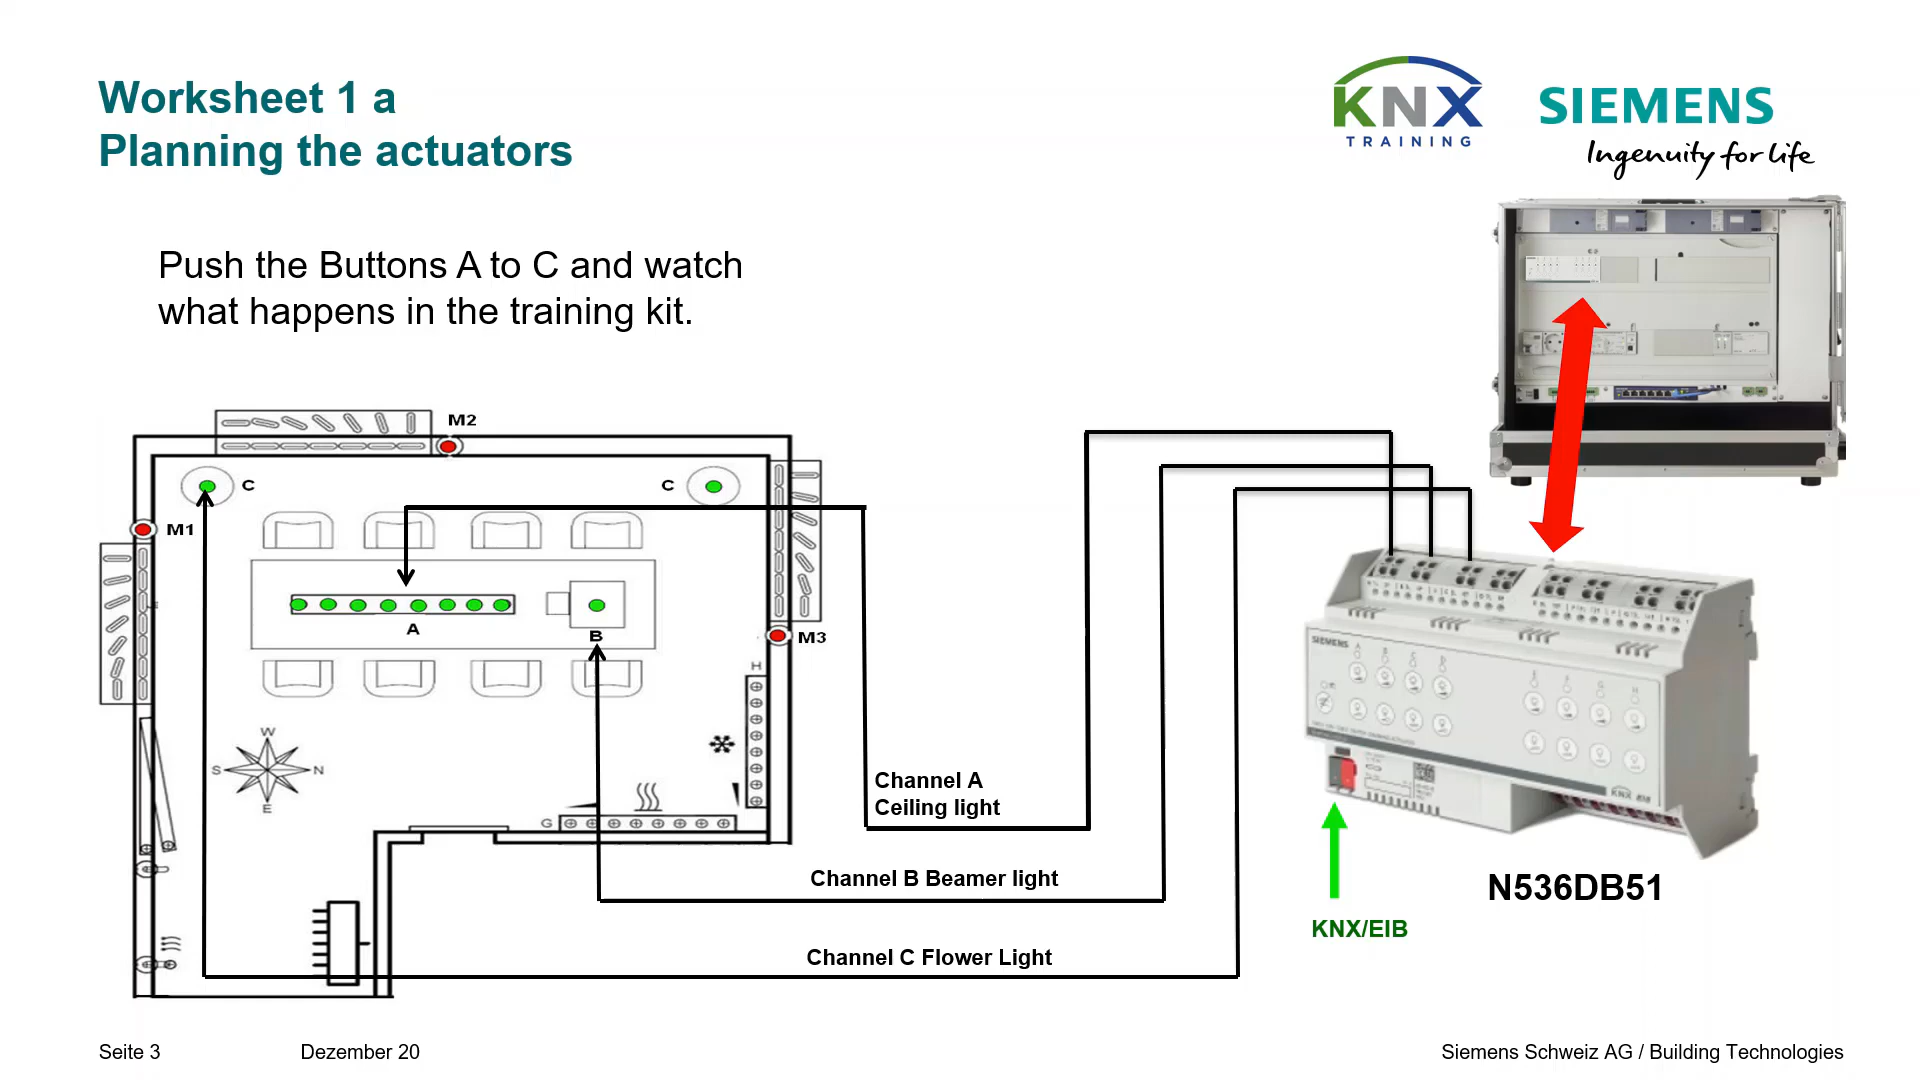 Worksheet 1 a
Planning the actuators
KNX
TRAINING
SIEMENS
Ingenuity for life
Push the Buttons A to C and watch
what happens in the training kit.
M2
C
C
M1
A
B
M3
H
W
S
N
E
G
Channel A
Ceiling light
Channel B Beamer light
Channel C Flower Light
SIEMENS
A B C D
E F G H
KNX
N536DB51
KNX/EIB
Seite 3
Dezember 20
Siemens Schweiz AG / Building Technologies